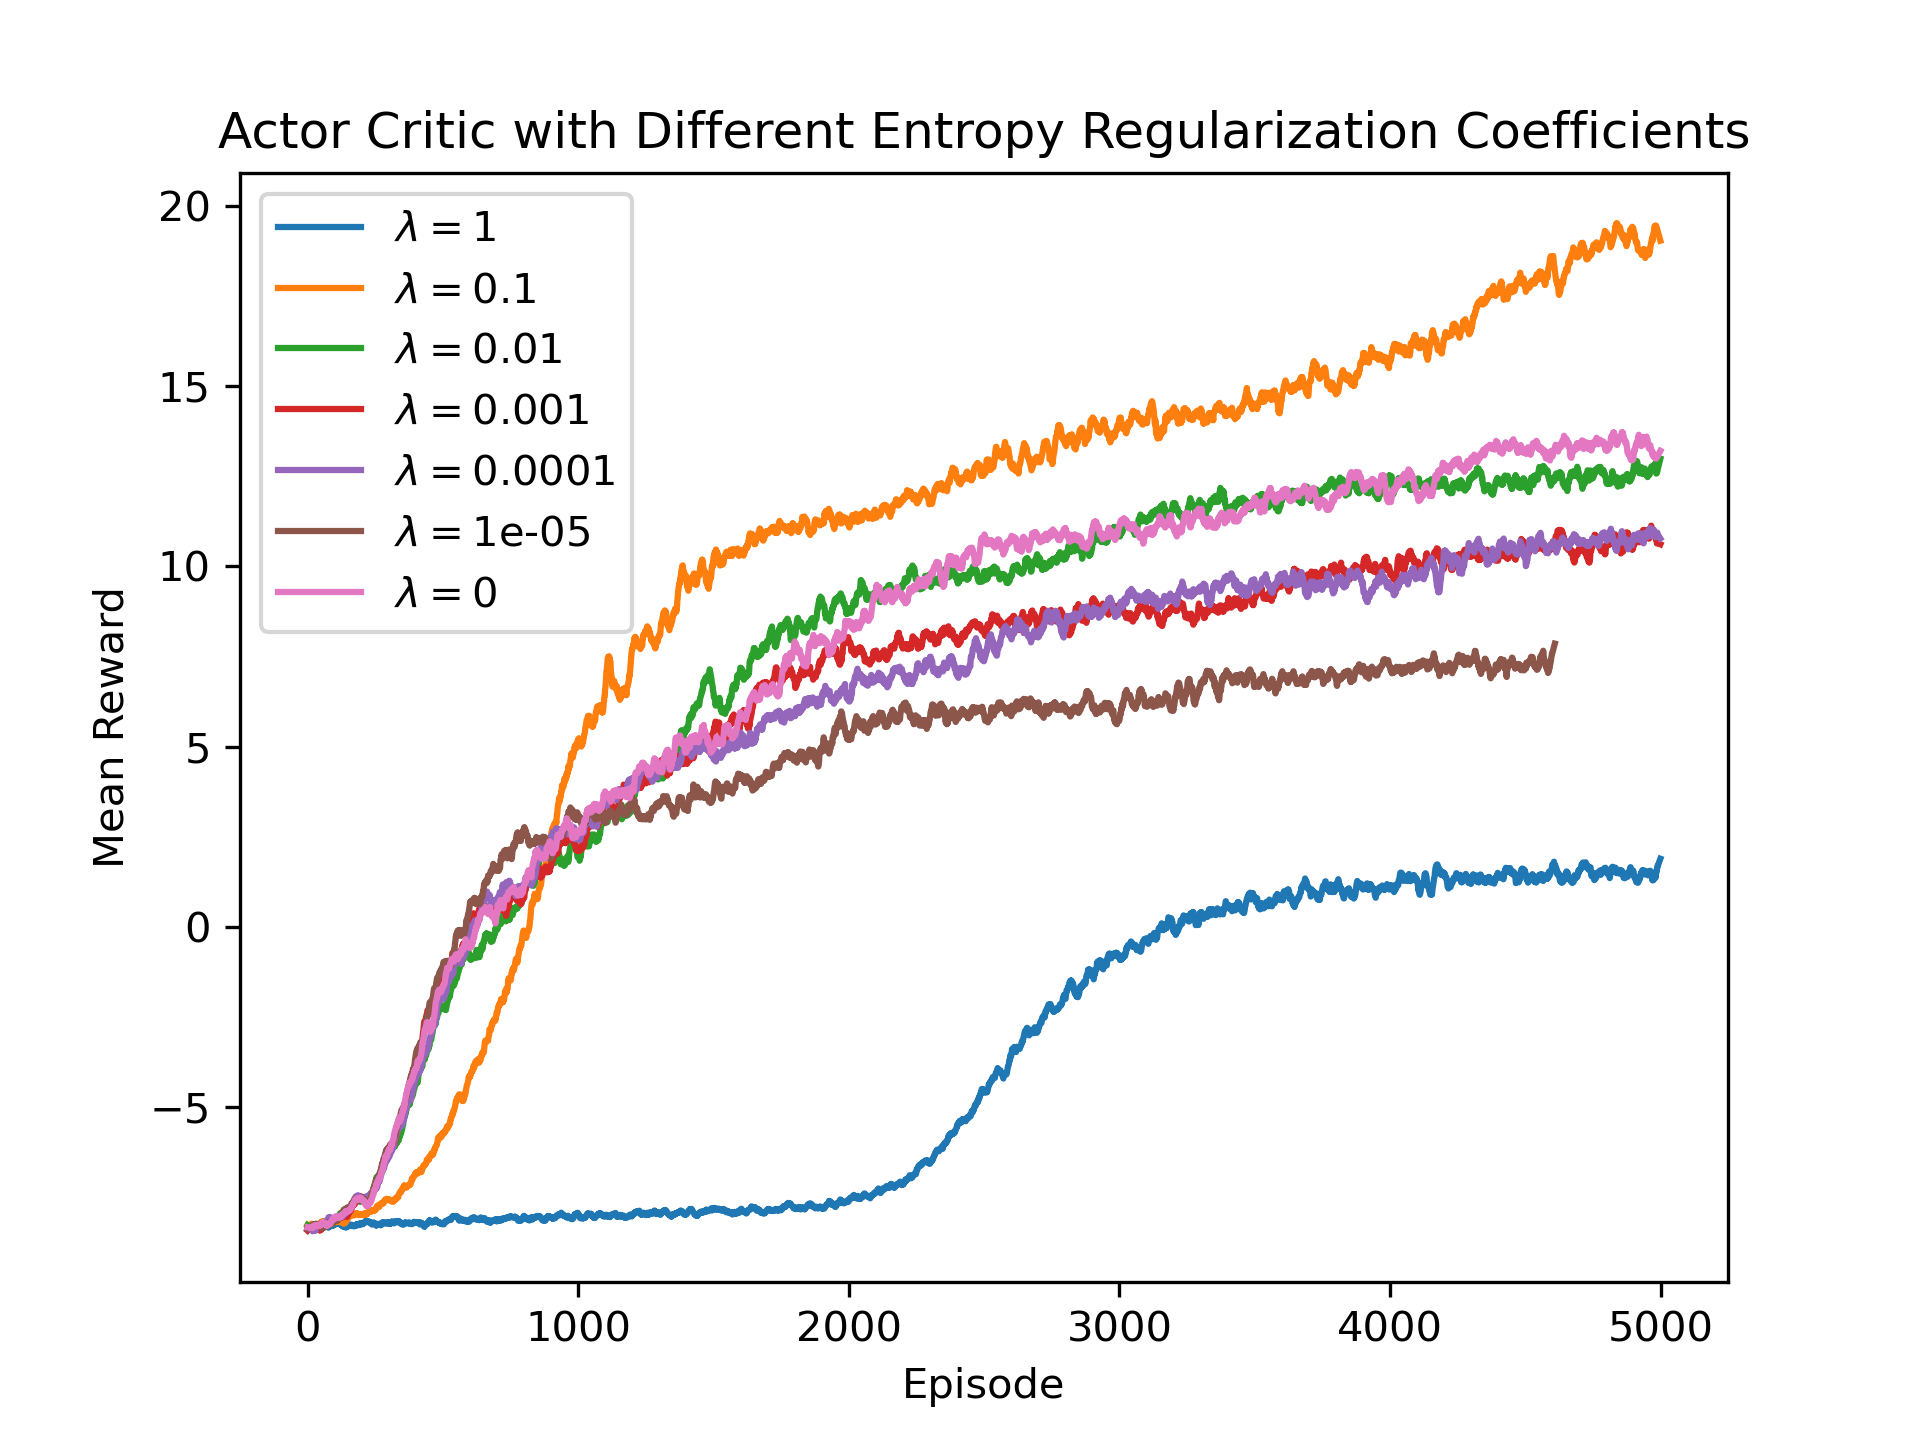 Actor Critic with Different Entropy Regularization Coefficients
20
15
10
5
0
−5
Mean Reward
λ = 1
λ = 0.1
λ = 0.01
λ = 0.001
λ = 0.0001
λ = 1e-05
λ = 0
0 1000 2000 3000 4000 5000
Episode